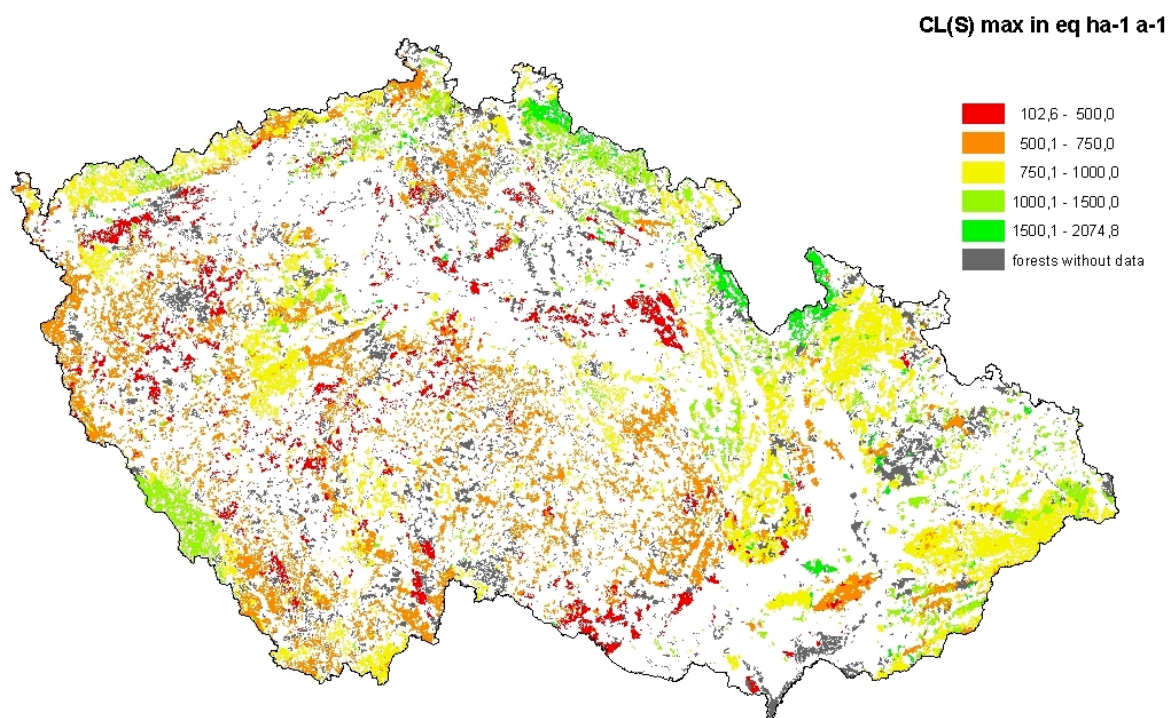 CL(S) max in eq ha-1 a-1
102,6 - 500,0
500,1 - 750,0
750,1 - 1000,0
1000,1 - 1500,0
1500,1 - 2074,8
forests without data